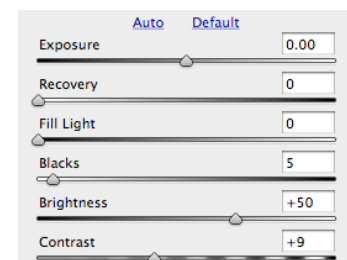 Auto Default
Exposure 0.00
Recovery 0
Fill Light 0
Blacks 5
Brightness +50
Contrast +9